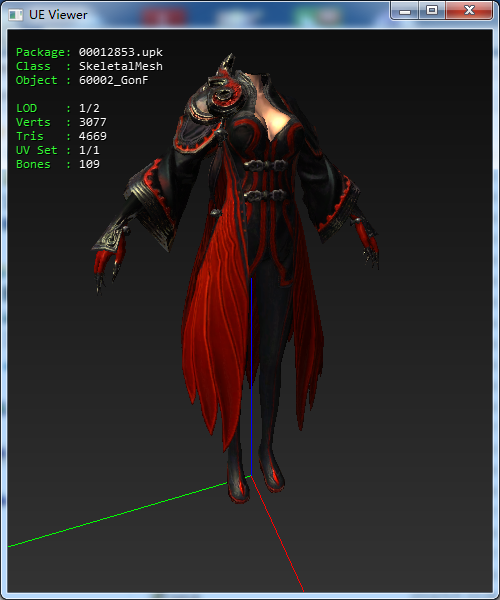 UE Viewer
Package: 00012853.upk
Class : SkeletalMesh
Object : 60002_GonF
LOD : 1/2
Verts : 3077
Tris : 4669
UV Set : 1/1
Bones : 109